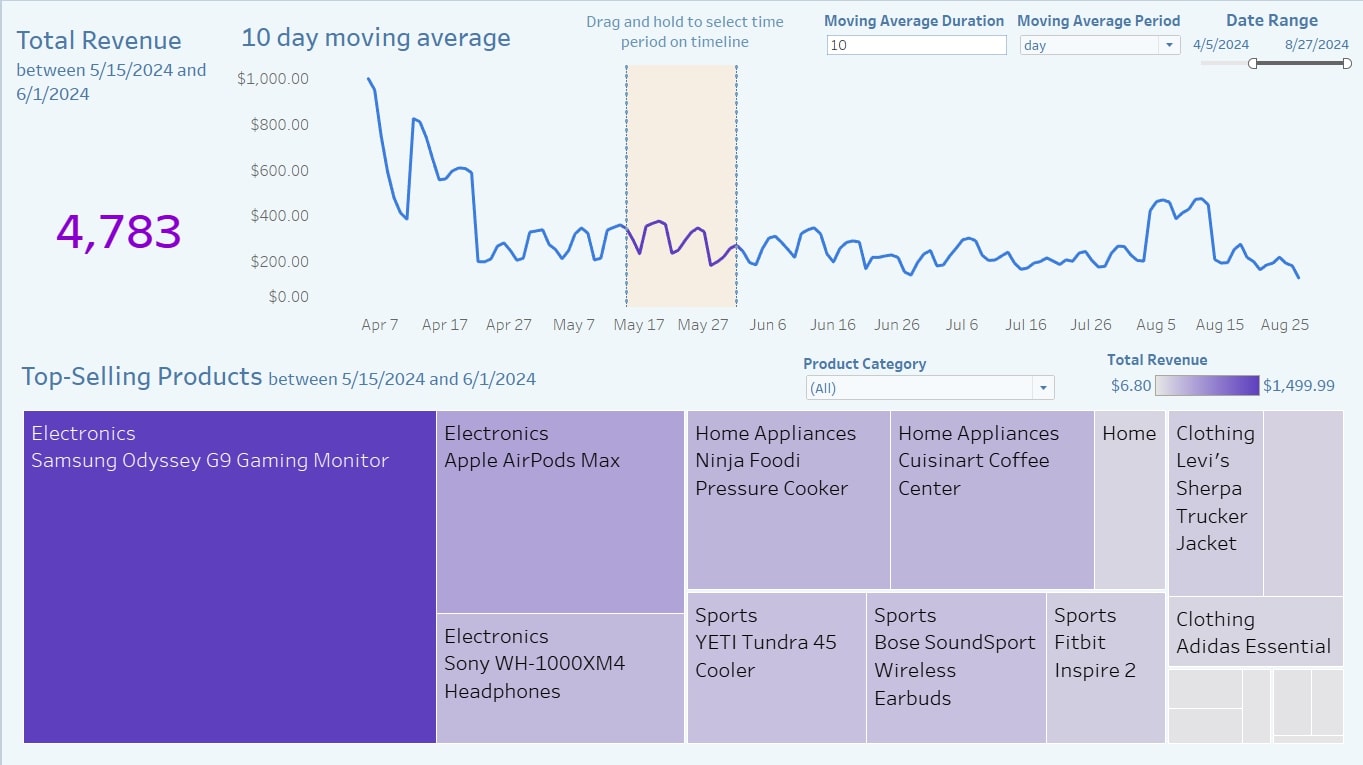 Total Revenue
between 5/15/2024 and
6/1/2024
4,783
10 day moving average
Drag and hold to select time
period on timeline
Moving Average Duration
10
Moving Average Period
day
Date Range
4/5/2024 8/27/2024
$1,000.00
$800.00
$600.00
$400.00
$200.00
$0.00
Apr 7 Apr 17 Apr 27 May 7 May 17 May 27 Jun 6 Jun 16 Jun 26 Jul 6 Jul 16 Jul 26 Aug 5 Aug 15 Aug 25
Top-Selling Products between 5/15/2024 and 6/1/2024
Product Category
(All)
Total Revenue
$6.80 $1,499.99
Electronics
Samsung Odyssey G9 Gaming Monitor
Electronics
Apple AirPods Max
Electronics
Sony WH-1000XM4
Headphones
Home Appliances
Ninja Foodi
Pressure Cooker
Home Appliances
Cuisinart Coffee
Center
Home
Sports
YETI Tundra 45
Cooler
Sports
Bose SoundSport
Wireless
Earbuds
Sports
Fitbit
Inspire 2
Clothing
Levi’s
Sherpa
Trucker
Jacket
Clothing
Adidas Essential